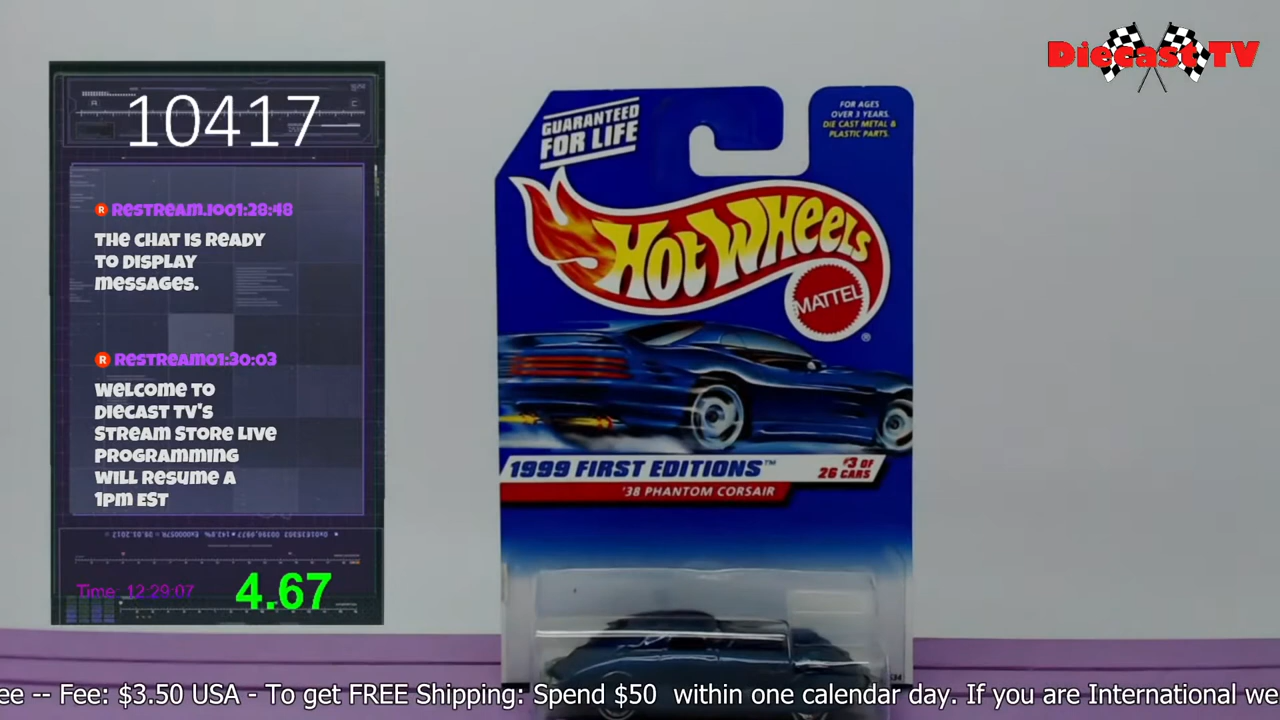 Diecast TV
10417
Restream.io01:28:48
THE CHAT IS READY
TO DISPLAY
MESSAGES.
Restream01:30:03
WELCOME TO
DIECAST TV'S
STREAM STORE LIVE
PROGRAMMING
WILL RESUME A
1PM EST
Time 12:29:07
4.67
GUARANTEED
FOR LIFE
FOR AGES
OVER 3 YEARS.
DIE CAST METAL &
PLASTIC PARTS.
HOT WHEELS
MATTEL
®
1999 FIRST EDITIONS™
#3 OF
26 CARS
'38 PHANTOM CORSAIR
ee -- Fee: $3.50 USA - To get FREE Shipping: Spend $50 within one calendar day. If you are International we